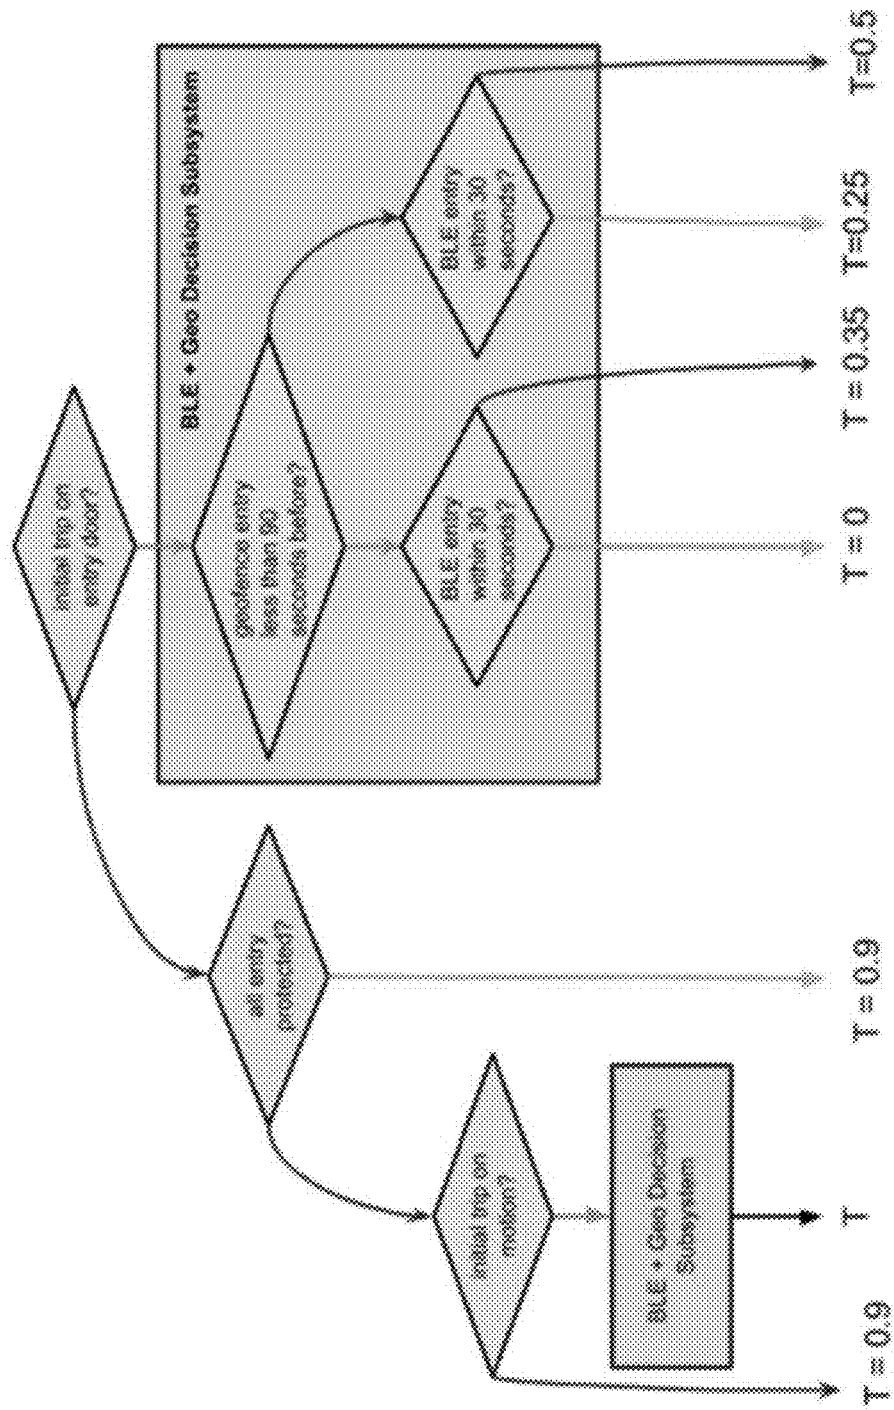 initial trip on
entry door?
BLE + Geo Decision Subsystem
geofence entry
less than 90
seconds before?
BLE entry
within 30
seconds?
BLE entry
within 30
seconds?
all entry
protected?
initial trip on
motion?
BLE + Geo Decision
Subsystem
T = 0.9
T
T = 0.9
T = 0
T = 0.35
T=0.25
T=0.5